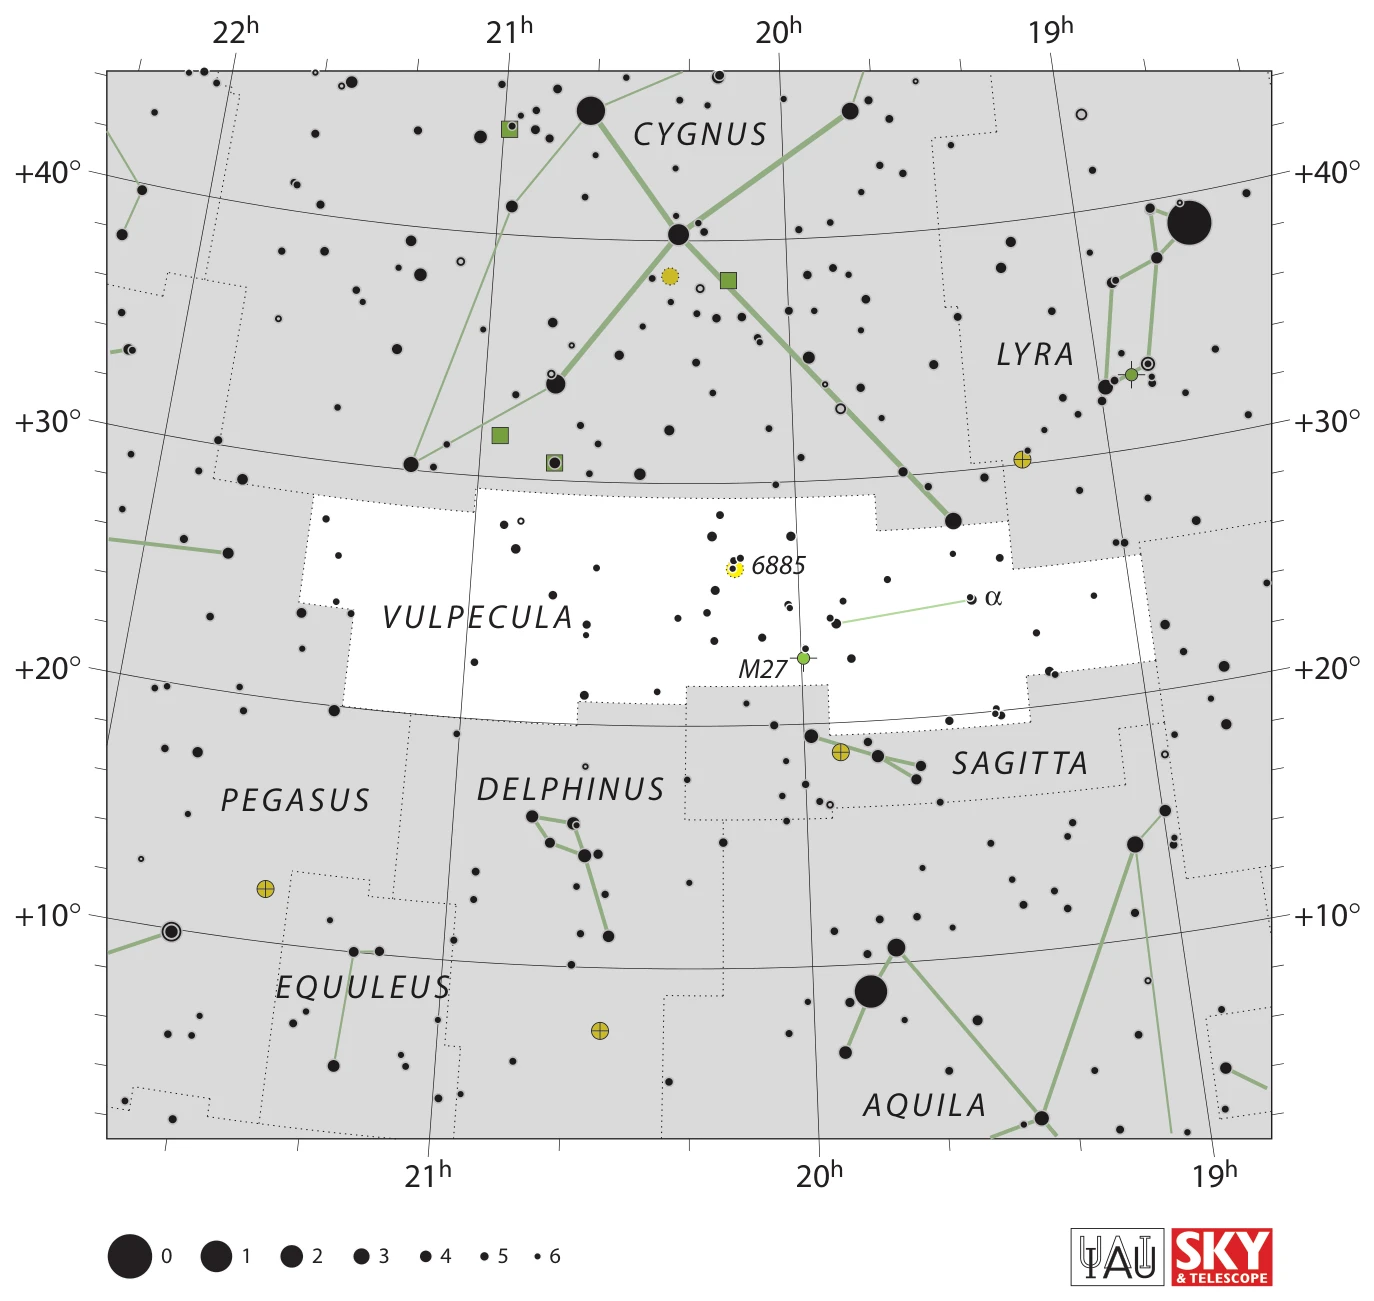 22h 21h 20h 19h
CYGNUS
+40° +40°
LYRA
+30° +30°
6885
α
VULPECULA
M27
+20° +20°
SAGITTA
DELPHINUS
PEGASUS
+10° +10°
EQUULEUS
AQUILA
21h 20h 19h
0 1 2 3 4 5 6
IAU
SKY
& TELESCOPE